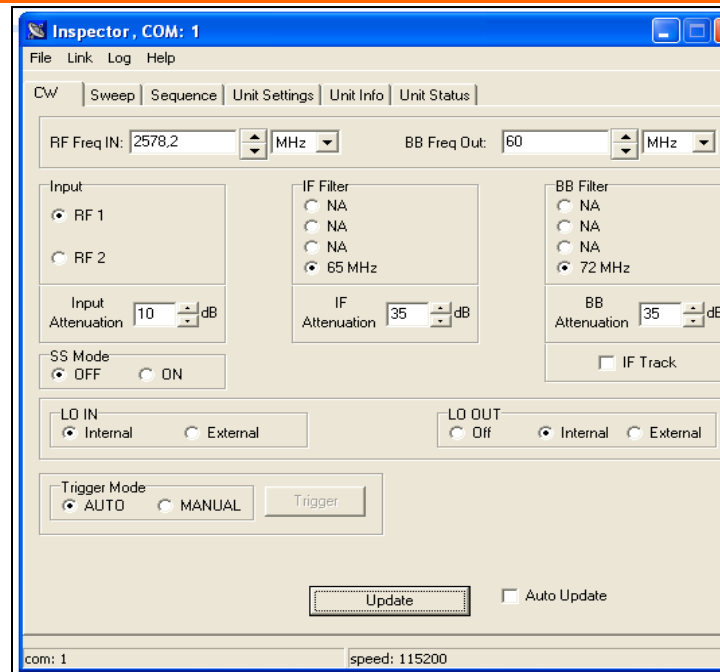 Inspector, COM: 1
File Link Log Help
CW Sweep Sequence Unit Settings Unit Info Unit Status
RF Freq IN: 2578,2 MHz BB Freq Out: 60 MHz
Input IF Filter BB Filter
RF 1 NA NA
NA NA
RF 2 NA NA
65 MHz 72 MHz
Input Attenuation 10 dB IF Attenuation 35 dB BB Attenuation 35 dB
SS Mode
OFF ON IF Track
LO IN LO OUT
Internal External Off Internal External
Trigger Mode
AUTO MANUAL Trigger
Update Auto Update
com: 1 speed: 115200